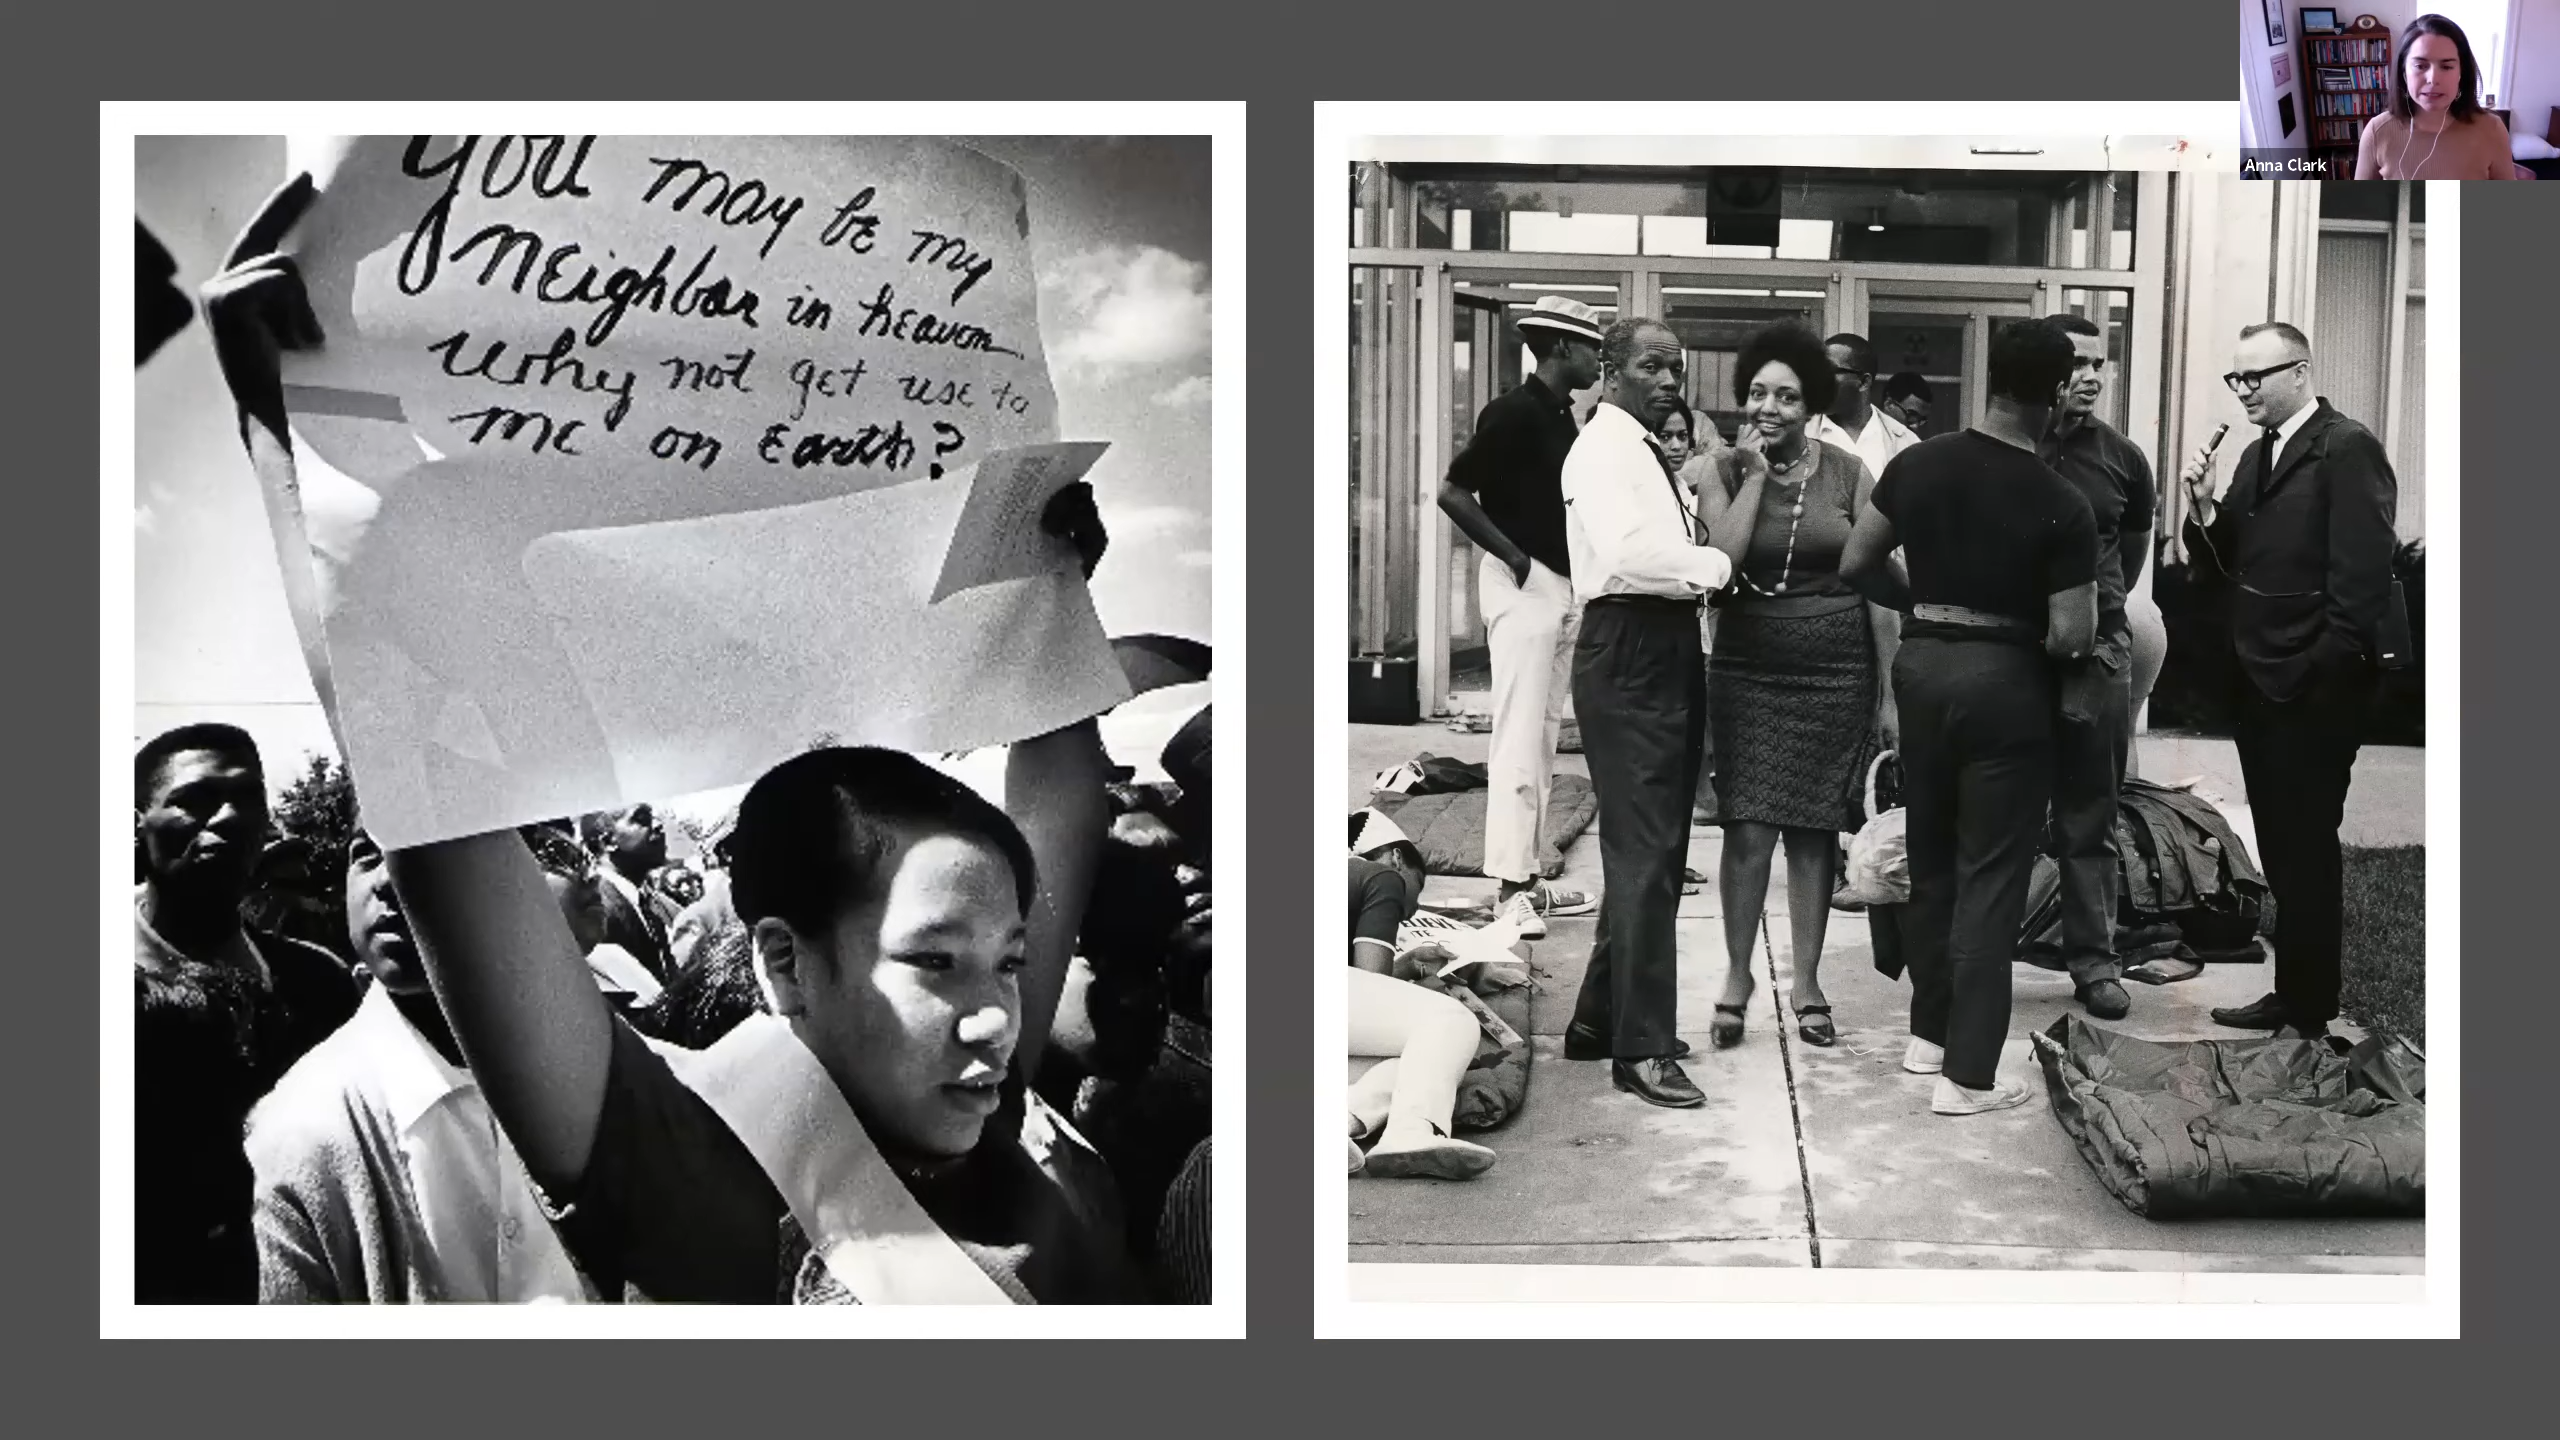 You may be my
neighbor in heaven
why not get use to
me on Earth?
Anna Clark